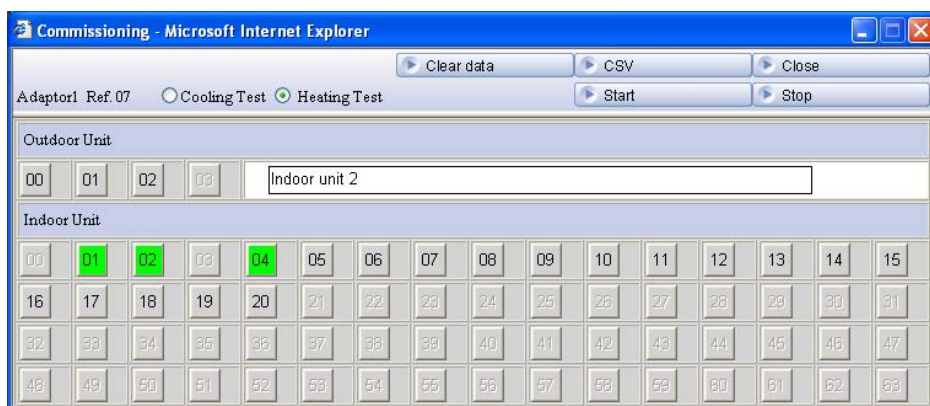 Commissioning - Microsoft Internet Explorer
Clear data CSV Close
Adaptor1 Ref. 07 Cooling Test Heating Test Start Stop
Outdoor Unit
00 01 02 03 Indoor unit 2
Indoor Unit
00 01 02 03 04 05 06 07 08 09 10 11 12 13 14 15
16 17 18 19 20 21 22 23 24 25 26 27 28 29 30 31
32 33 34 35 36 37 38 39 40 41 42 43 44 45 46 47
48 49 50 51 52 53 54 55 56 57 58 59 60 61 62 63